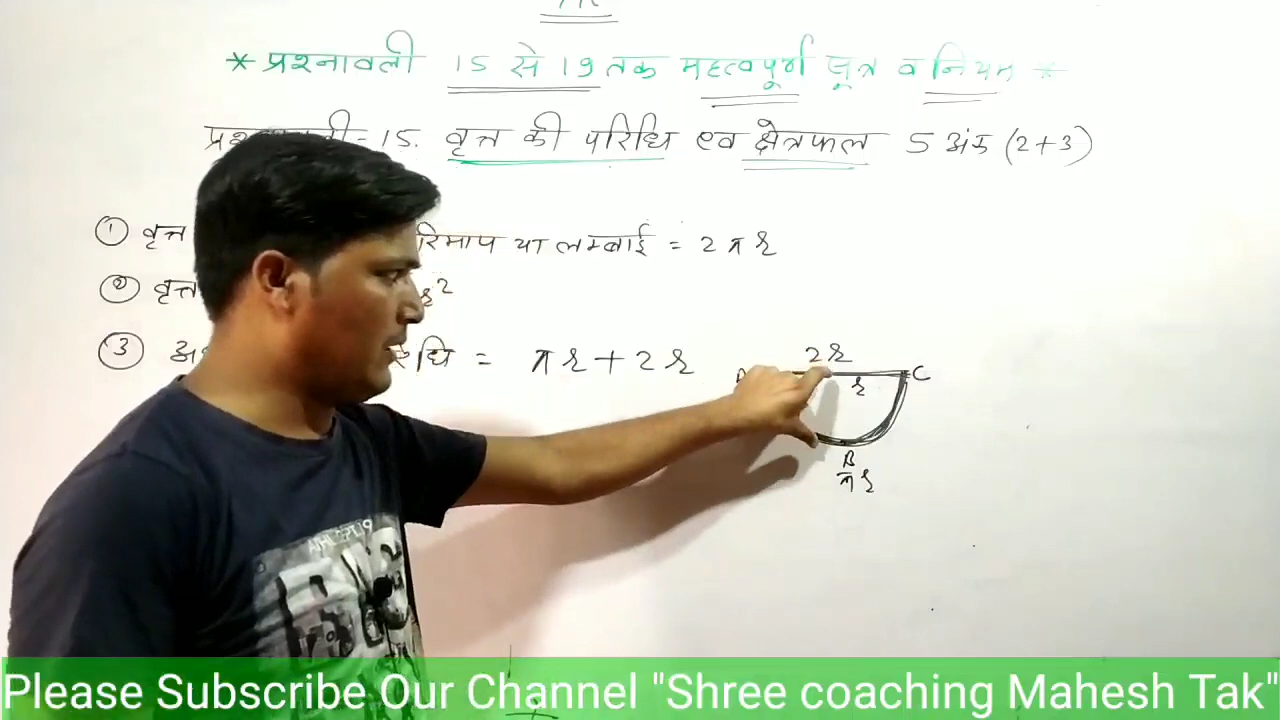 * प्रश्नावली 15 से 19 तक महत्वपूर्ण सूत्र व नियम *
15. वृत्त की परिधि एवं क्षेत्रफल 5 अंक (2+3)
① वृत्त या लम्बाई = 2πr
② वृत्त r²
③ = πr + 2r
2r
C
r
B
πr
Please Subscribe Our Channel "Shree coaching Mahesh Tak"